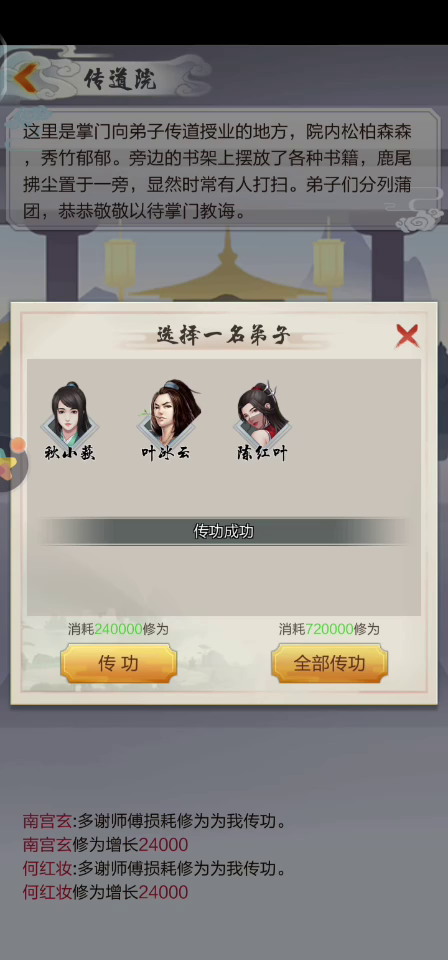 传道院
这里是掌门向弟子传道授业的地方，院内松柏森森
，秀竹郁郁。旁边的书架上摆放了各种书籍，鹿尾
拂尘置于一旁，显然时常有人打扫。弟子们分列蒲
团，恭恭敬敬以待掌门教诲。
选择一名弟子
秋小荻 叶冰云 陈红叶
传功成功
消耗240000修为 消耗720000修为
传 功 全部传功
南宫玄:多谢师傅损耗修为为我传功。
南宫玄修为增长24000
何红妆:多谢师傅损耗修为为我传功。
何红妆修为增长24000